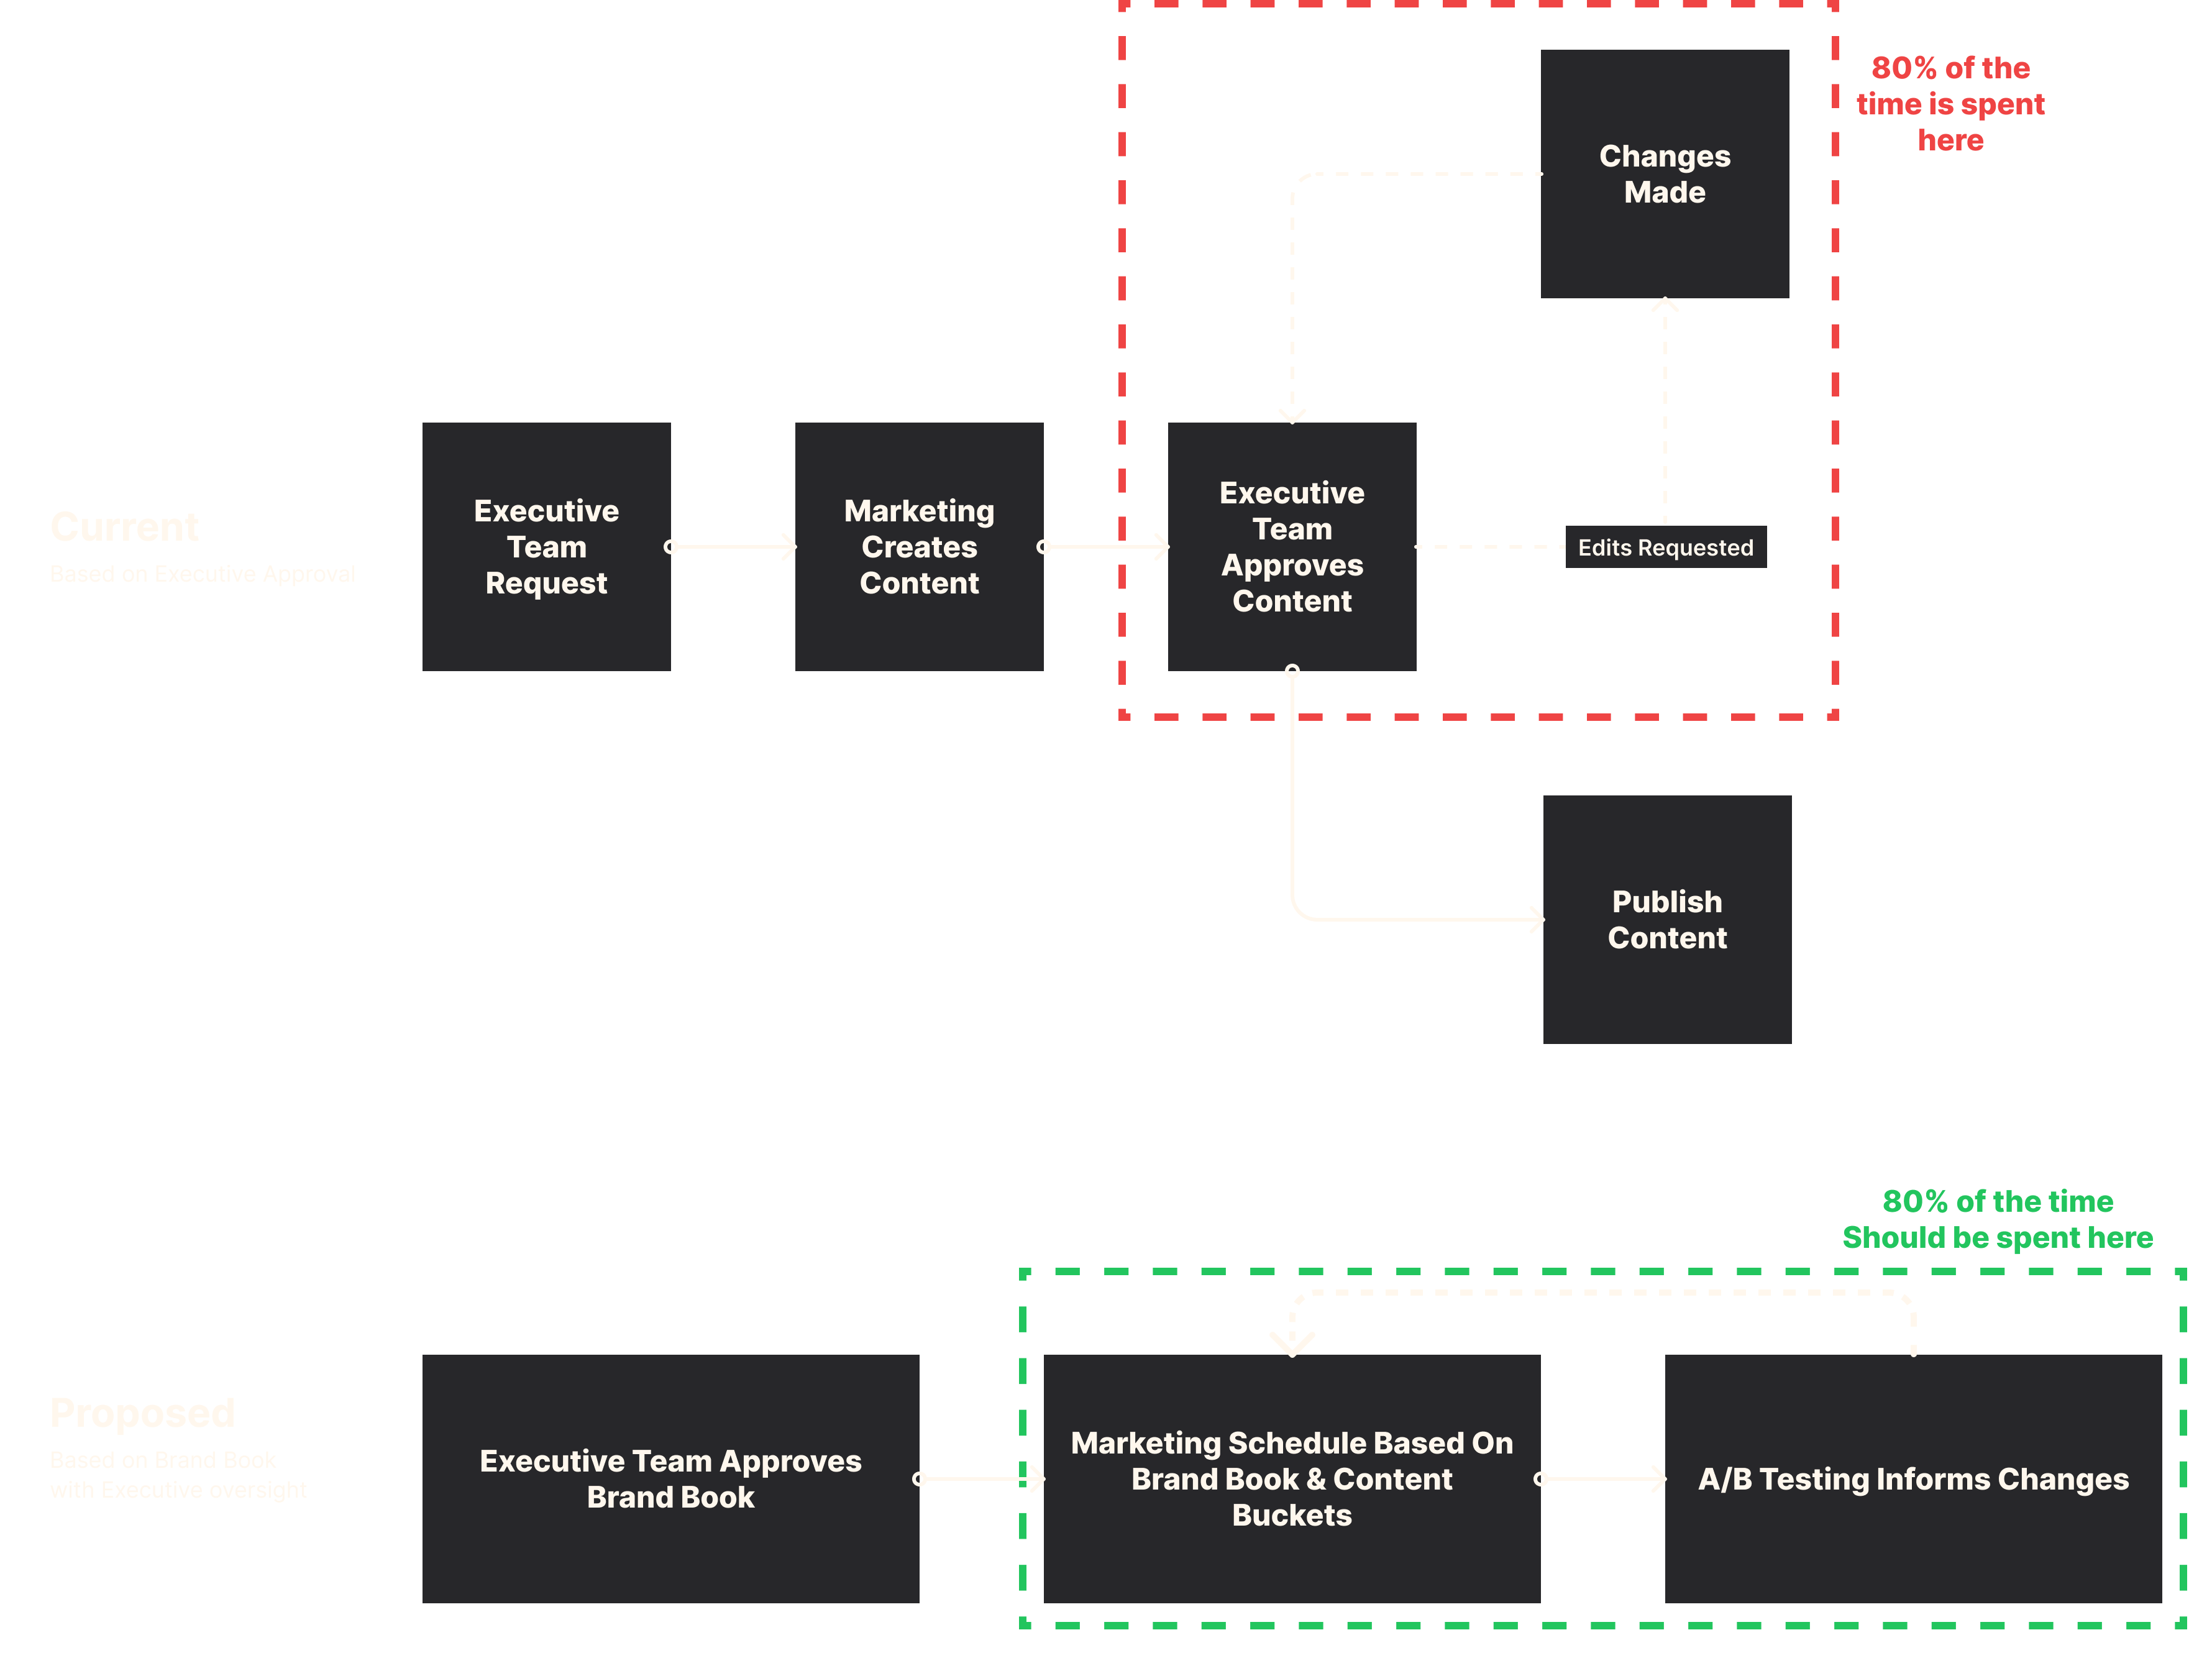 80% of the
time is spent
here
Changes
Made
Current
Based on Executive Approval
Executive
Team
Request
Marketing
Creates
Content
Executive
Team
Approves
Content
Edits Requested
Publish
Content
80% of the time
Should be spent here
Proposed
Based on Brand Book
with Executive oversight
Executive Team Approves
Brand Book
Marketing Schedule Based On
Brand Book & Content
Buckets
A/B Testing Informs Changes